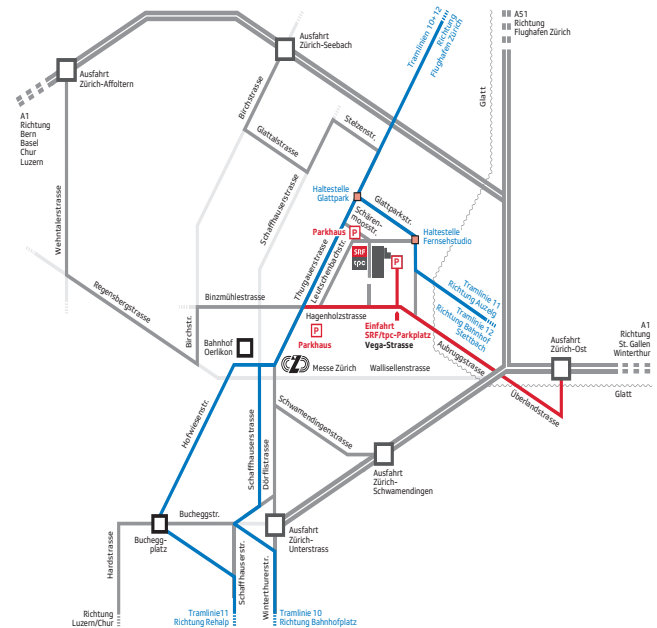 A51
Richtung
Flughafen Zürich
Tramlinien 10+12
Richtung
Flughafen Zürich
Ausfahrt
Zürich-Seebach
Ausfahrt
Zürich-Affoltern
A1
Richtung
Bern
Basel
Chur
Luzern
Birchstrasse
Glatt
Stelzenstr.
Glattalstrasse
Schaffhauserstrasse
Haltestelle
Glattpark
Glattparkstr.
Schären-
moosstr.
Parkhaus
P
Haltestelle
Fernsehstudio
Wehntalerstrasse
SRF
tpc
P
Thurgauerstrasse
Leutschenbachstr.
Tramlinie 11
Richtung Auzelg
Tramlinie 12
Richtung Bahnhof
Stettbach
Regensbergstrasse
Binzmühlestrasse
Hagenholzstrasse
Birchstr.
P
Parkhaus
Einfahrt
SRF/tpc-Parkplatz
Vega-Strasse
Aubruggstrasse
Bahnhof
Oerlikon
Messe Zürich
Wallisellenstrasse
Ausfahrt
Zürich-Ost
A1
Richtung
St. Gallen
Winterthur
Glatt
Überlandstrasse
Hofwiesenstr.
Schaffhauserstrasse
Dörflistrasse
Schwamendingenstrasse
Ausfahrt
Zürich-
Schwamendingen
Bucheggstr.
Buchegg-
platz
Ausfahrt
Zürich-
Unterstrass
Hardstrasse
Schaffhauserstr.
Winterthurerstr.
Richtung
Luzern/Chur
Tramlinie11
Richtung Rehalp
Tramlinie 10
Richtung Bahnhofplatz